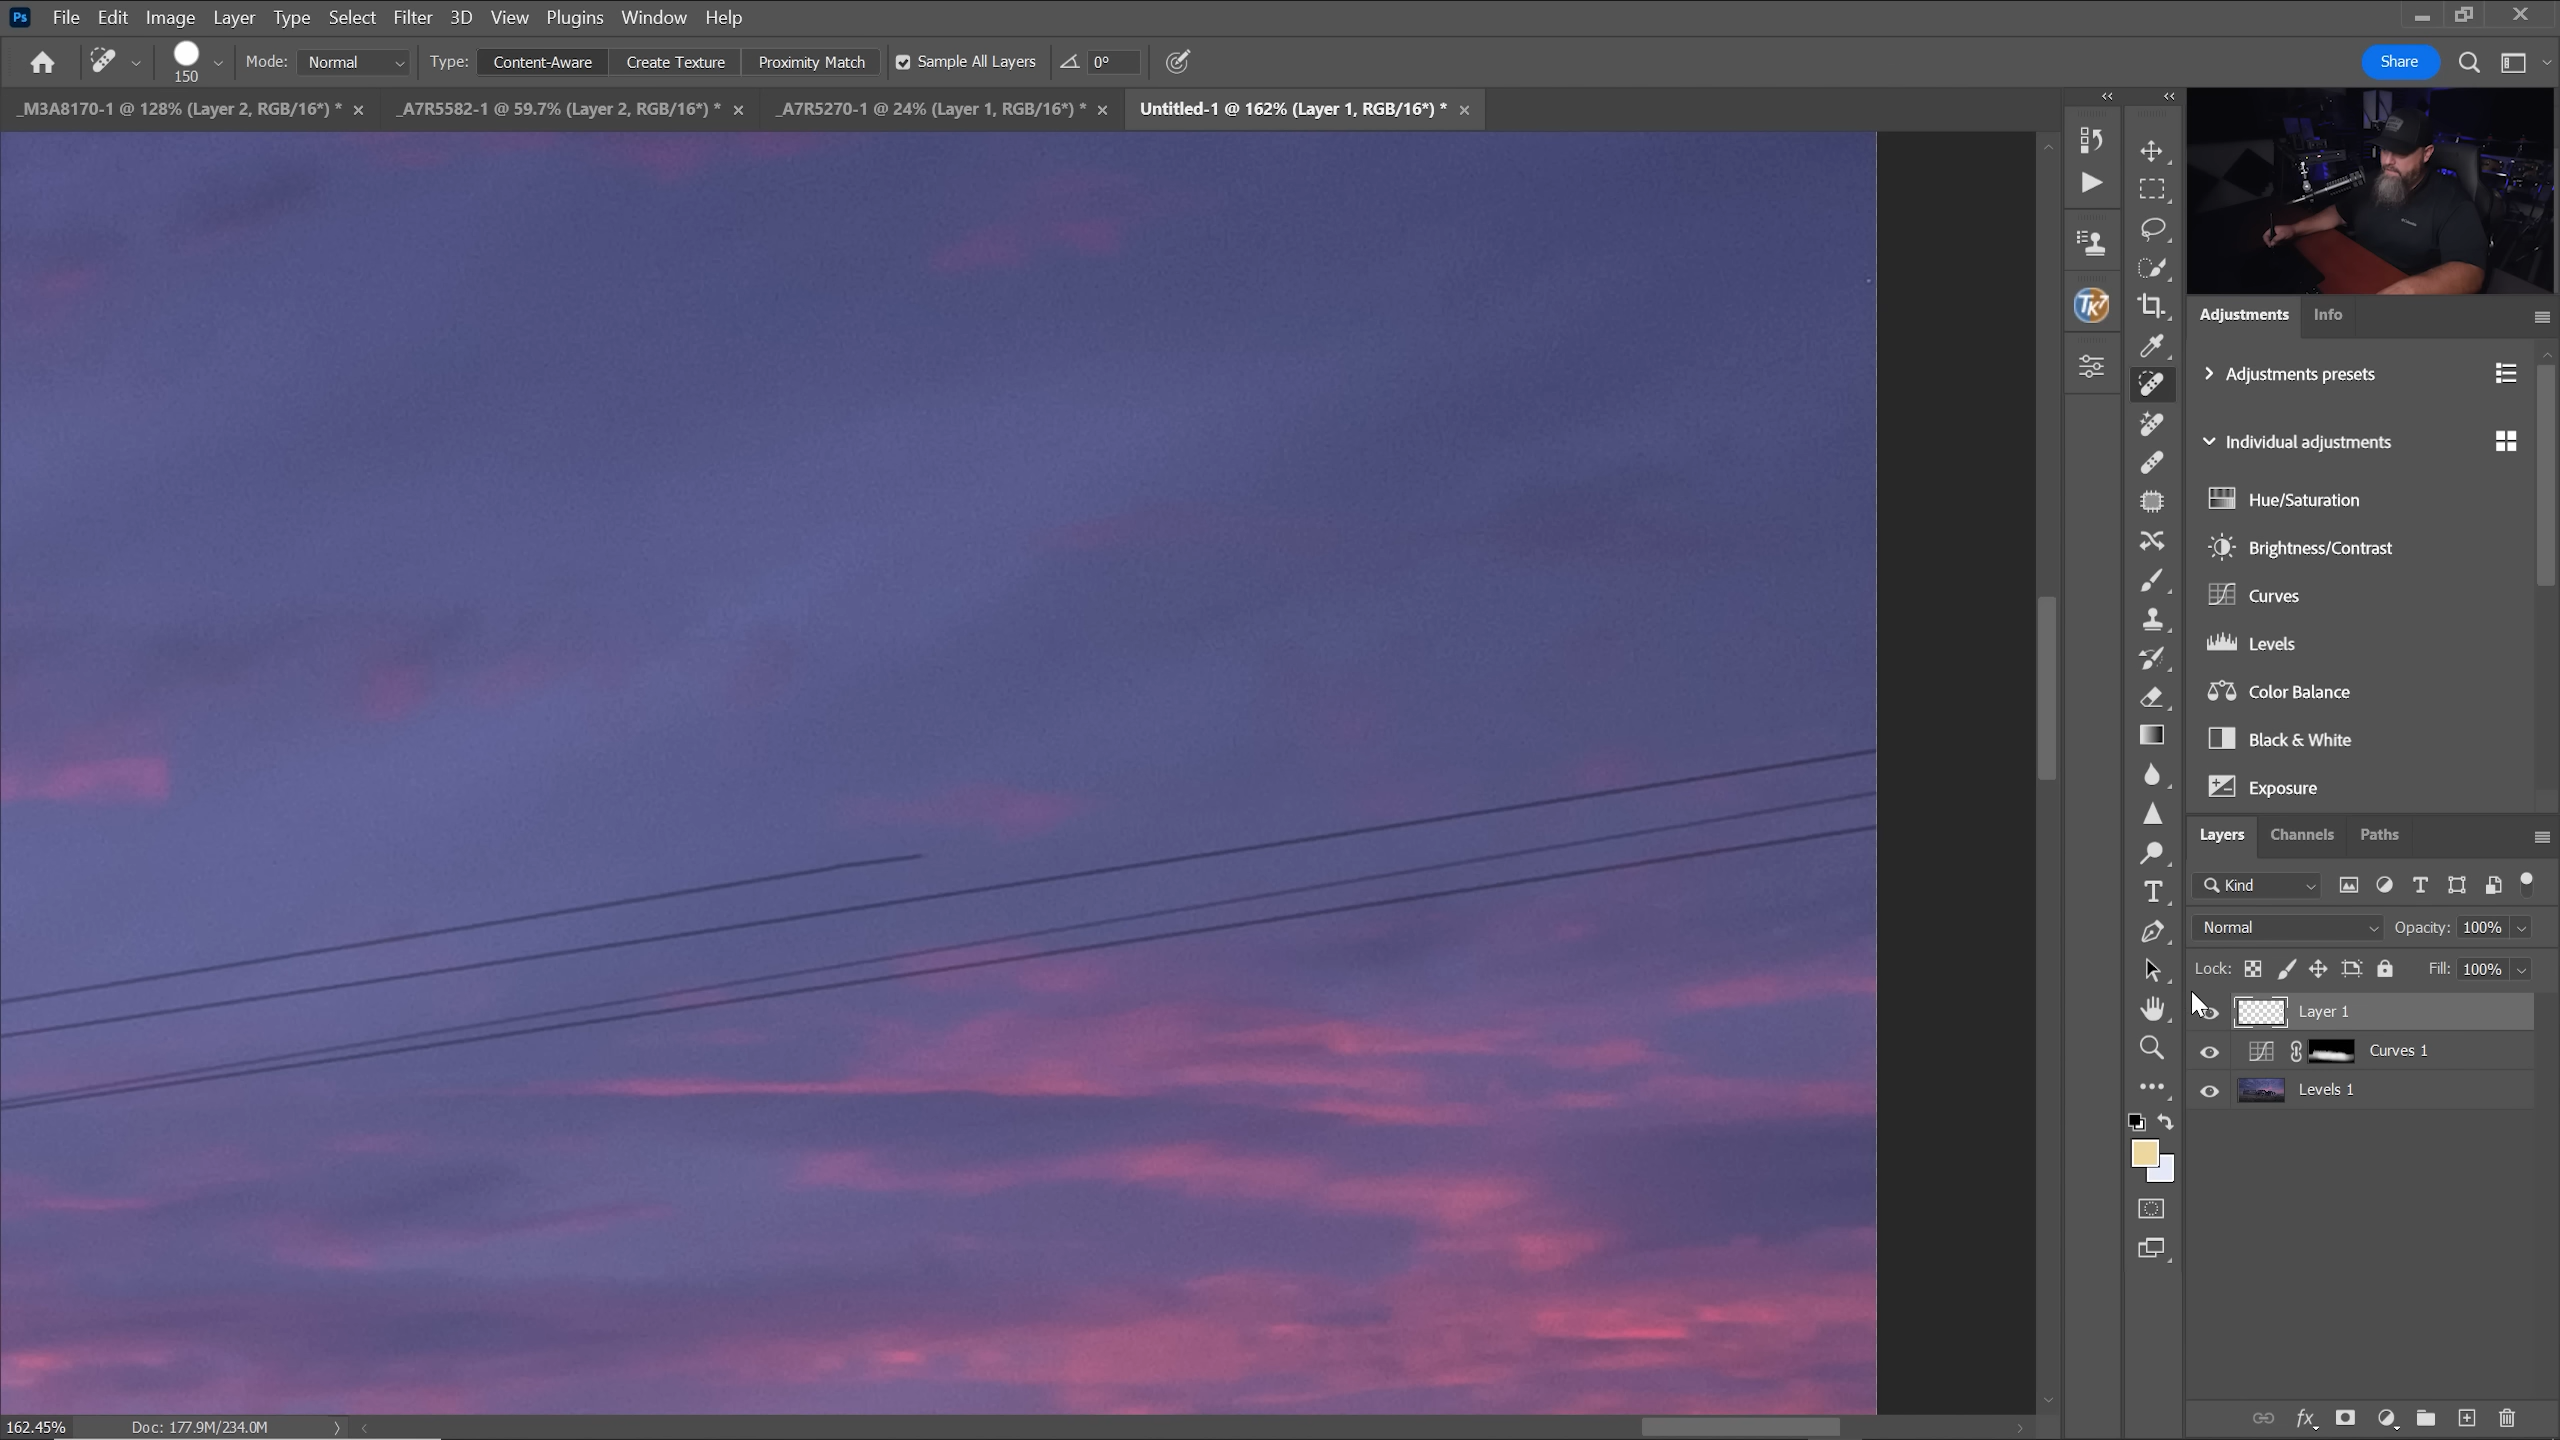 Ps File Edit Image Layer Type Select Filter 3D View Plugins Window Help
150 Mode: Normal Type: Content-Aware Create Texture Proximity Match Sample All Layers 0° Share
_M3A8170-1 @ 128% (Layer 2, RGB/16*) * × _A7R5582-1 @ 59.7% (Layer 2, RGB/16*) * × _A7R5270-1 @ 24% (Layer 1, RGB/16*) * × Untitled-1 @ 162% (Layer 1, RGB/16*) * ×
TK7
Adjustments Info
Adjustments presets
Individual adjustments
Hue/Saturation
Brightness/Contrast
Curves
Levels
Color Balance
Black & White
Exposure
Layers Channels Paths
Kind
Normal Opacity: 100%
Lock: Fill: 100%
Layer 1
Curves 1
Levels 1
162.45% Doc: 177.9M/234.0M
fx